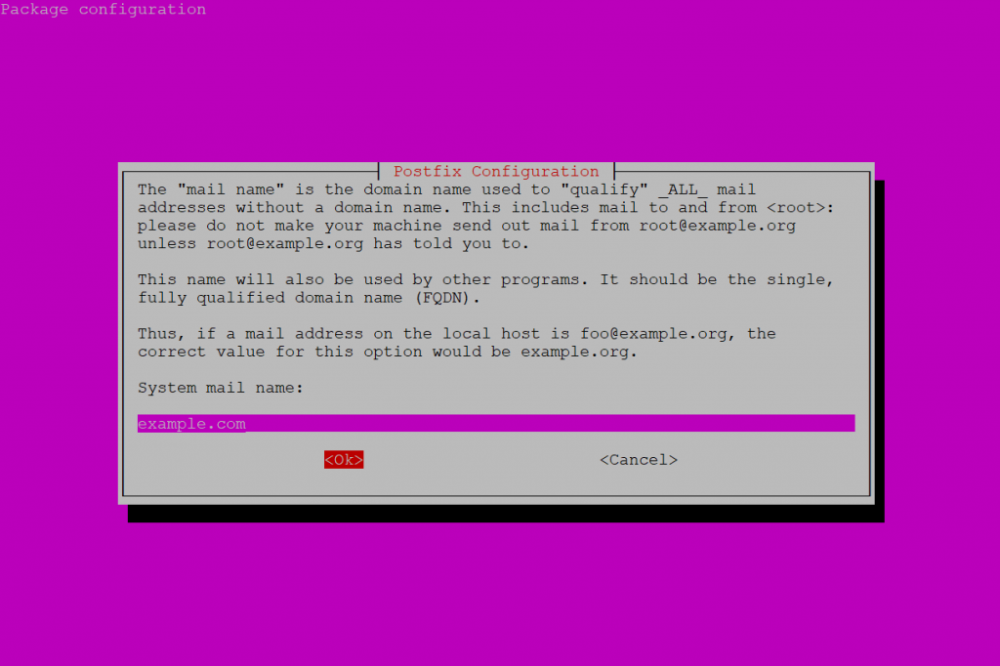 Package configuration
Postfix Configuration
The "mail name" is the domain name used to "qualify" _ALL_ mail
addresses without a domain name. This includes mail to and from <root>:
please do not make your machine send out mail from root@example.org
unless root@example.org has told you to.
This name will also be used by other programs. It should be the single,
fully qualified domain name (FQDN).
Thus, if a mail address on the local host is foo@example.org, the
correct value for this option would be example.org.
System mail name:
example.com
<Ok> <Cancel>